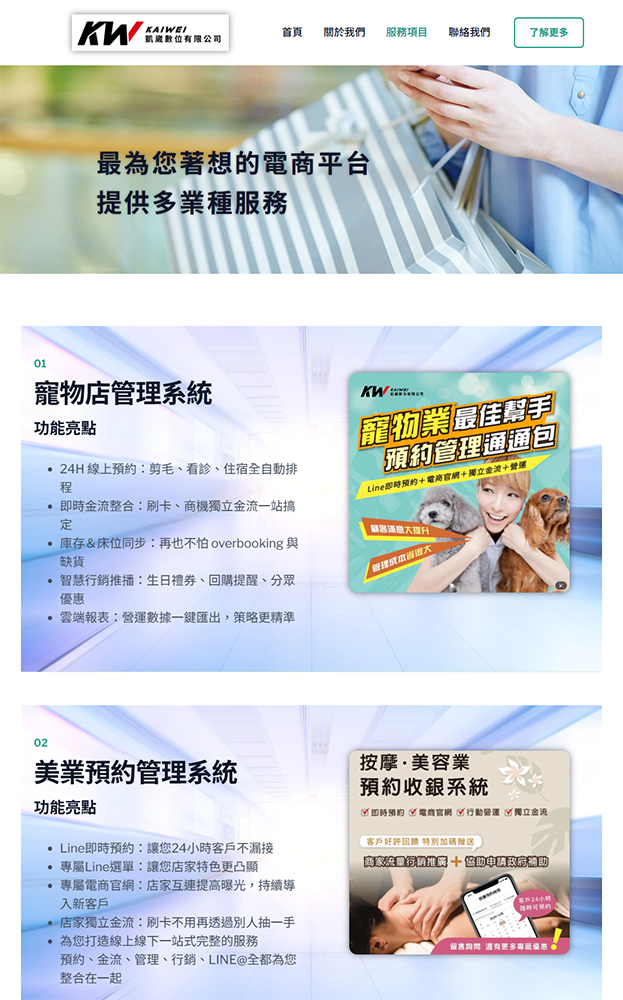 KW KAIWEI
凱崴數位有限公司
首頁 關於我們 服務項目 聯絡我們 了解更多
最為您著想的電商平台
提供多業種服務
01
寵物店管理系統
功能亮點
24H 線上預約：剪毛、看診、住宿全自動排
程
即時金流整合：刷卡、商機獨立金流一站搞
定
庫存＆床位同步：再也不怕 overbooking 與
缺貨
智慧行銷推播：生日禮券、回購提醒、分眾
優惠
雲端報表：營運數據一鍵匯出，策略更精準
KW KAIWEI
凱崴數位有限公司
寵物業最佳幫手
預約管理通通包
Line即時預約＋電商官網＋獨立金流＋營運
顧客滿意大提升
管理成本省很大
02
美業預約管理系統
功能亮點
Line即時預約：讓您24小時客戶不漏接
專屬Line選單：讓您店家特色更凸顯
專屬電商官網：店家互連提高曝光，持續導
入新客戶
店家獨立金流：刷卡不用再透過別人抽一手
為您打造線上線下一站式完整的服務
預約、金流、管理、行銷、LINE@全都為您
整合在一起
按摩・美容業
預約收銀系統
即時預約 電商官網 行動營運 獨立金流
客戶好評回饋 特別加碼贈送
商家流量行銷推廣＋協助申請政府補助
客戶24小時
隨時可預約
留言詢問 還有更多專屬優惠！